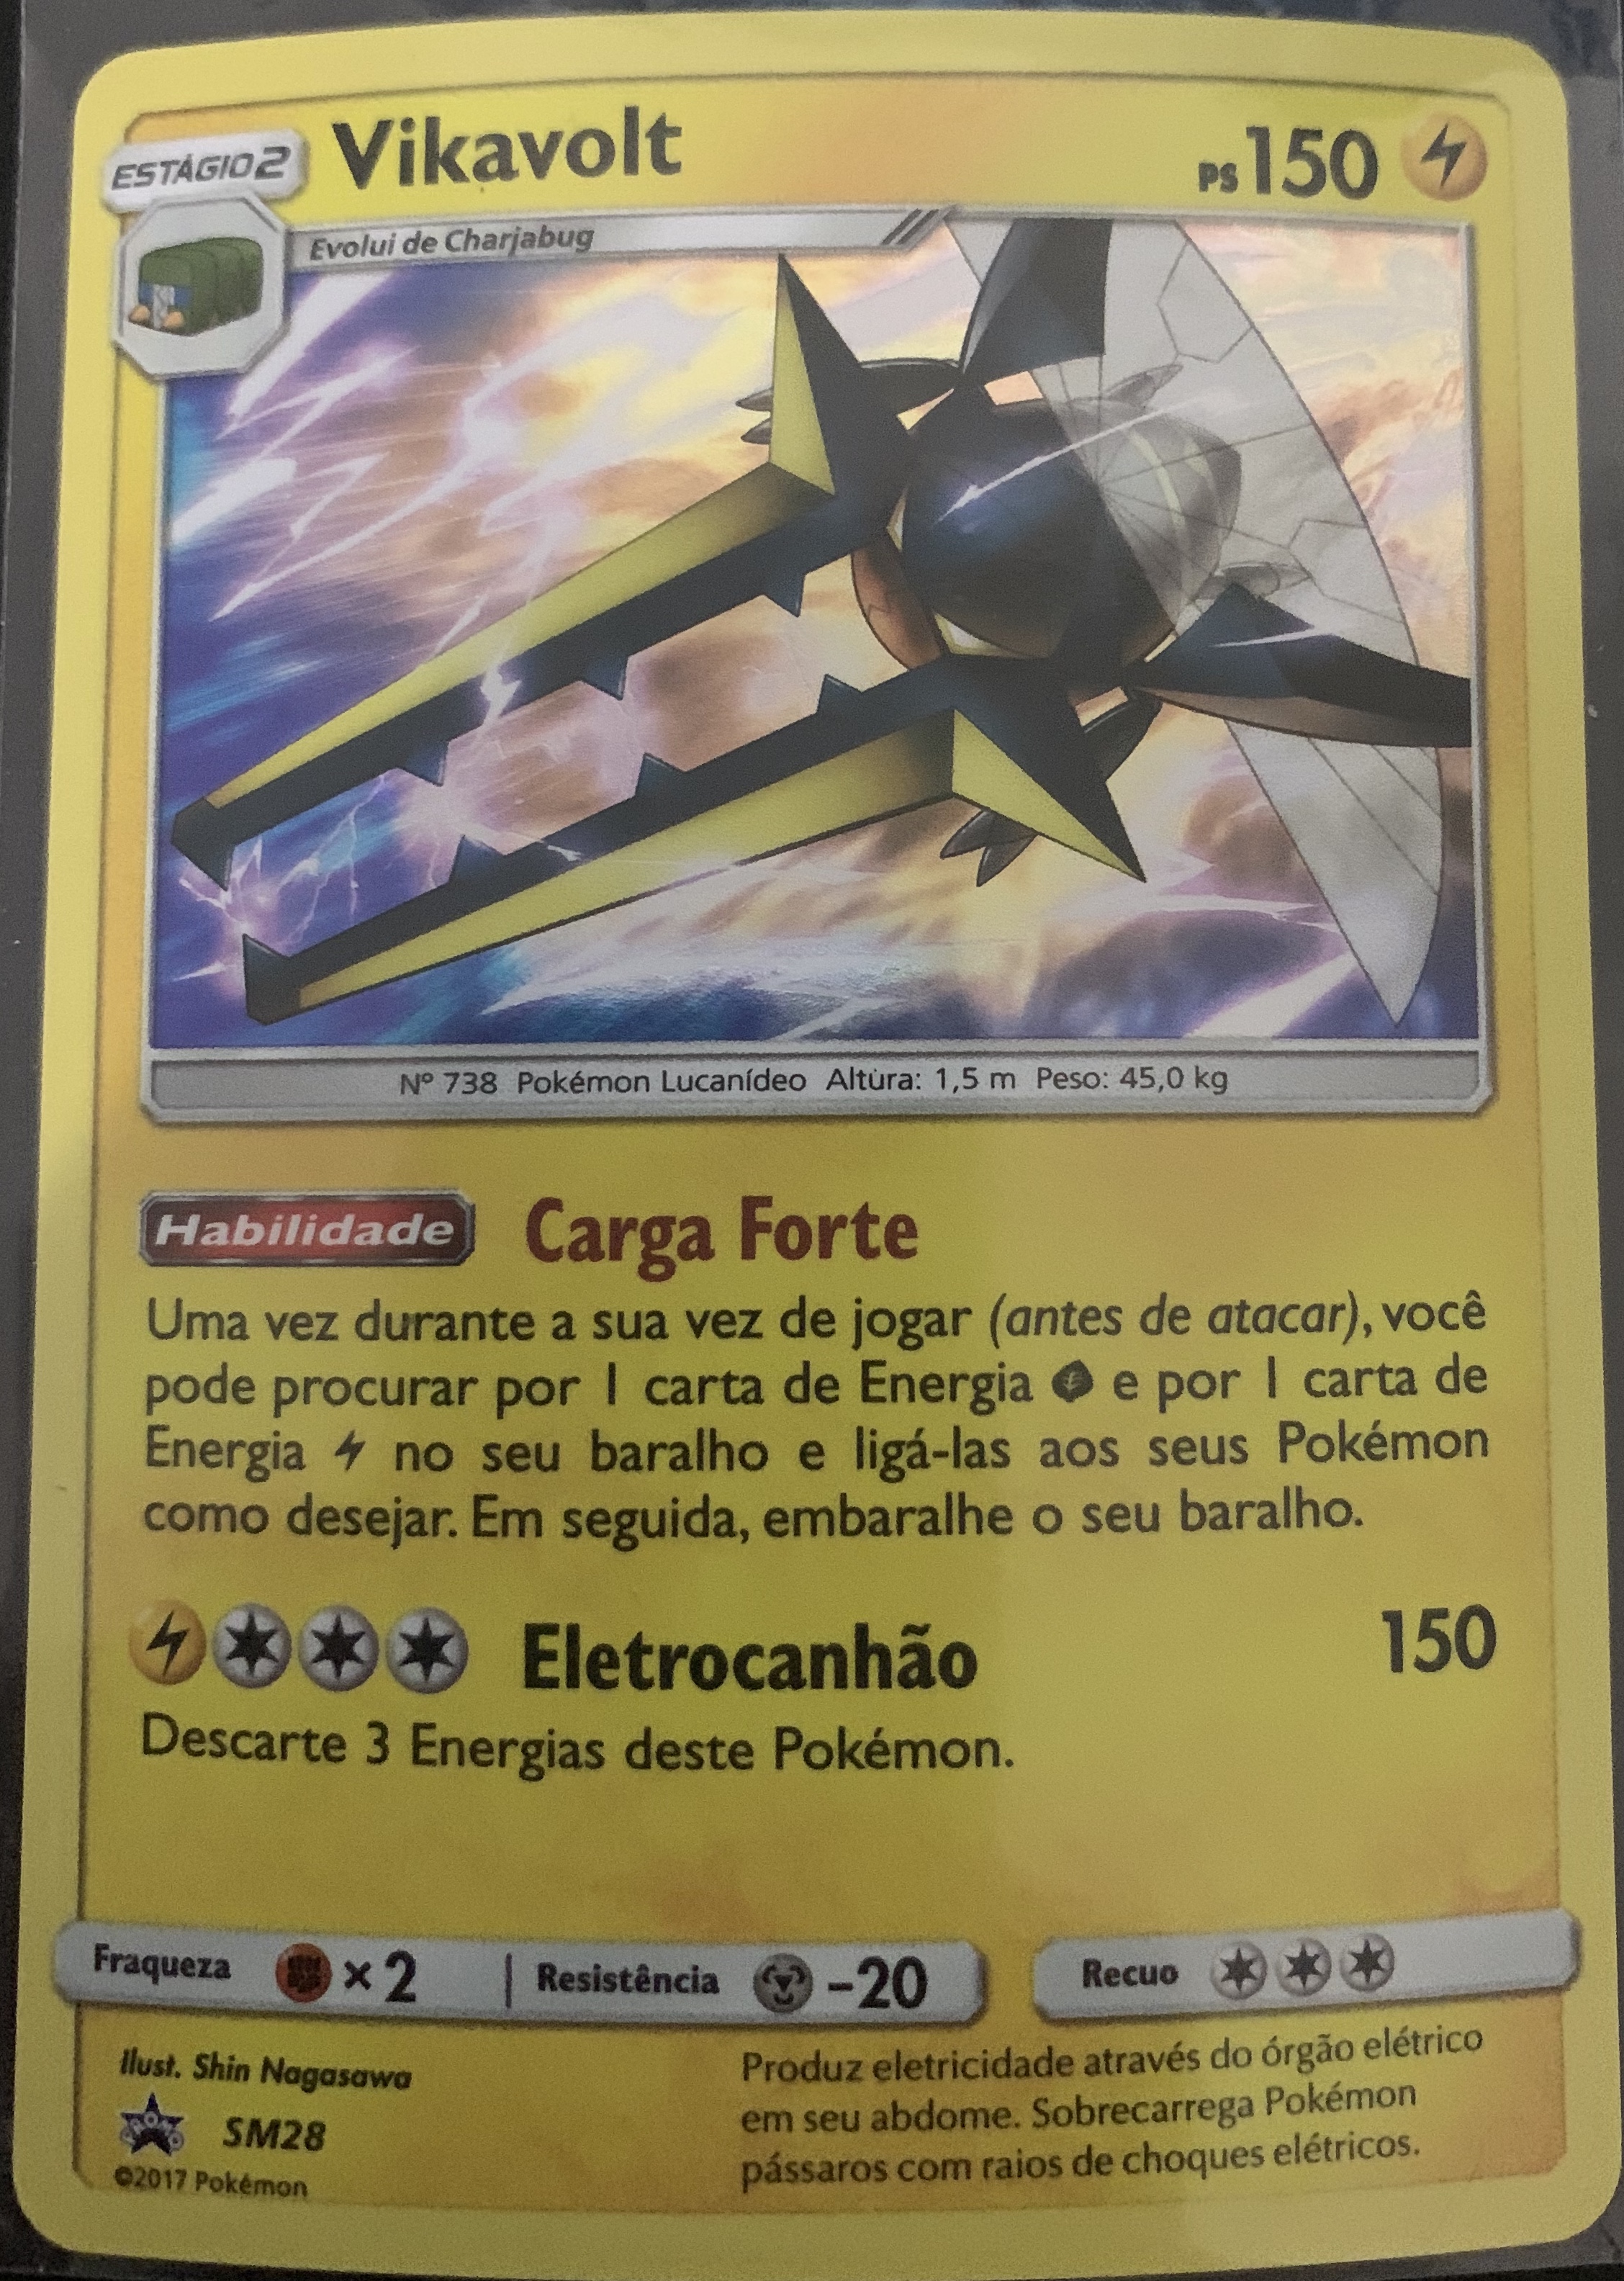 ESTÁGIO2 Vikavolt PS150
Evolui de Charjabug
Nº 738 Pokémon Lucanídeo Altura: 1,5 m Peso: 45,0 kg
Habilidade Carga Forte
Uma vez durante a sua vez de jogar (antes de atacar), você
pode procurar por 1 carta de Energia e por 1 carta de
Energia no seu baralho e ligá-las aos seus Pokémon
como desejar. Em seguida, embaralhe o seu baralho.
Eletrocanhão 150
Descarte 3 Energias deste Pokémon.
Fraqueza ×2 | Resistência -20 Recuo
Ilust. Shin Nagasawa
SM28
©2017 Pokémon
Produz eletricidade através do órgão elétrico
em seu abdome. Sobrecarrega Pokémon
pássaros com raios de choques elétricos.